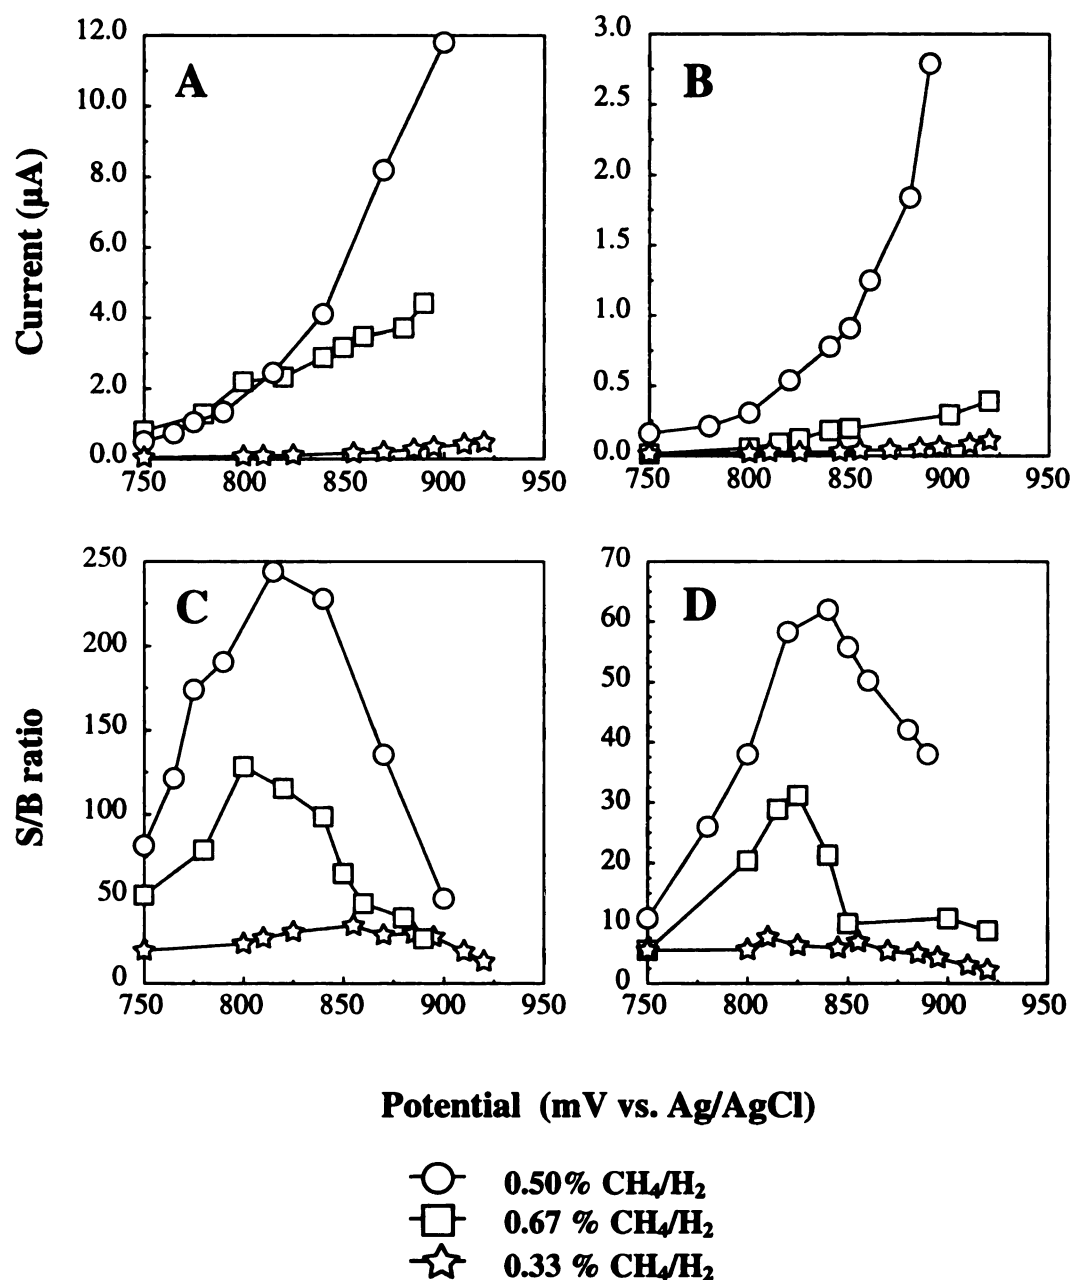 12.0
10.0
8.0
6.0
4.0
2.0
0.0
A
750 800 850 900 950
Current (µA)
3.0
2.5
2.0
1.5
1.0
0.5
0.0
B
750 800 850 900 950
250
200
150
100
50
0
C
750 800 850 900 950
S/B ratio
70
60
50
40
30
20
10
0
D
750 800 850 900 950
Potential (mV vs. Ag/AgCl)
0.50% CH₄/H₂
0.67 % CH₄/H₂
0.33 % CH₄/H₂